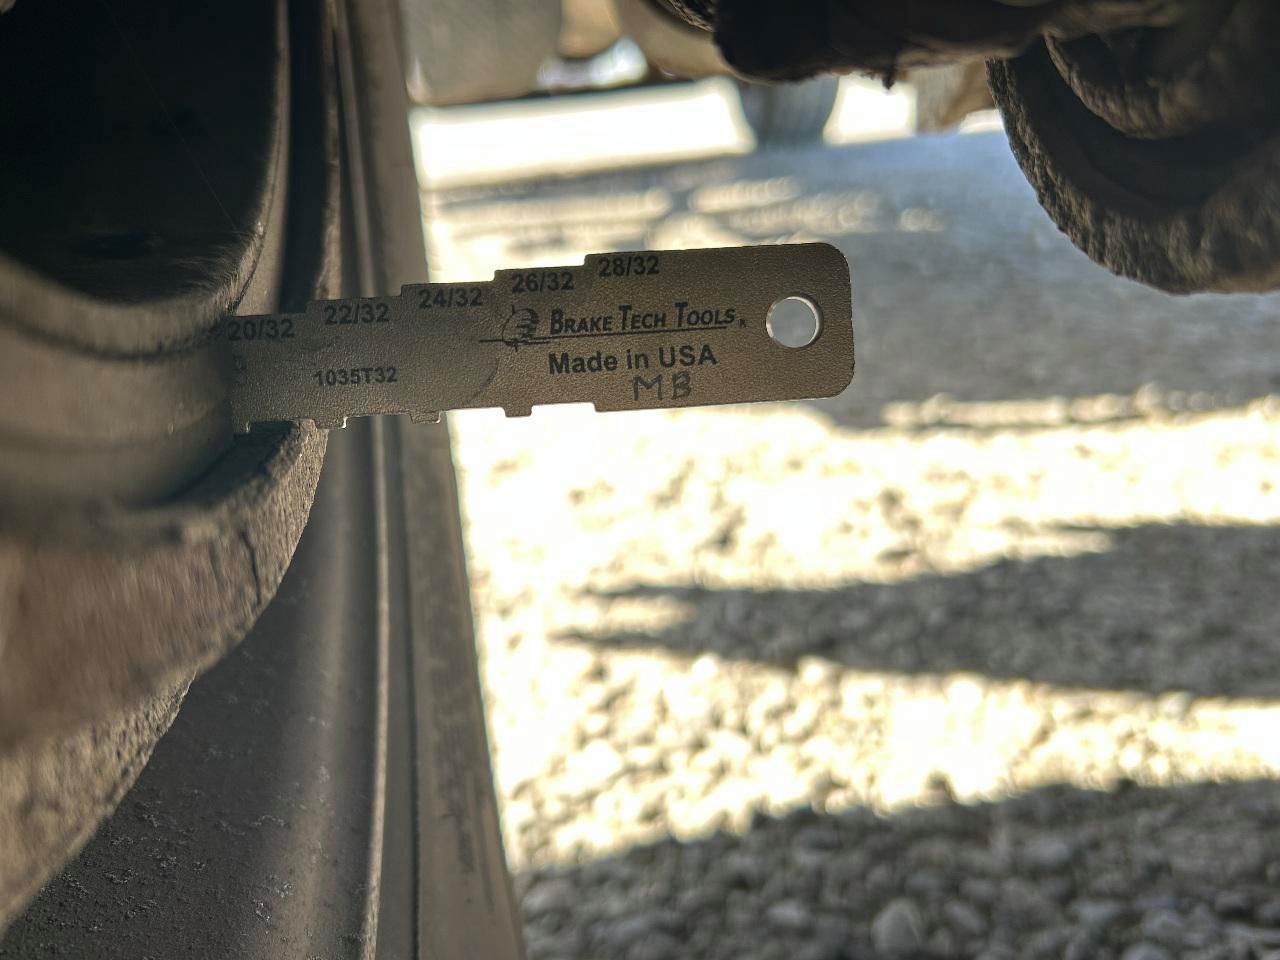 20/32 22/32 24/32 26/32 28/32
BRAKE TECH TOOLS®
Made in USA
1035T32
MB